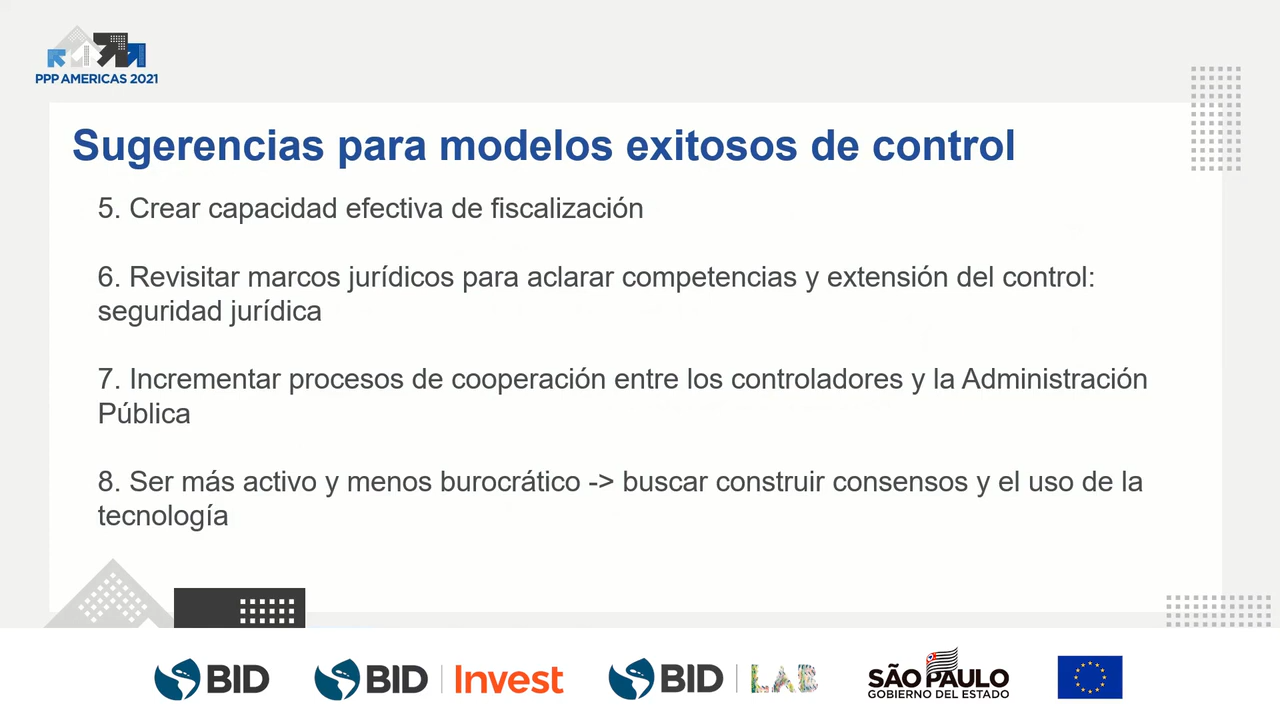 PPP AMERICAS 2021
Sugerencias para modelos exitosos de control
5. Crear capacidad efectiva de fiscalización
6. Revisitar marcos jurídicos para aclarar competencias y extensión del control:
seguridad jurídica
7. Incrementar procesos de cooperación entre los controladores y la Administración
Pública
8. Ser más activo y menos burocrático -> buscar construir consensos y el uso de la
tecnología
BID
BID Invest
BID LAB
SÃO PAULO
GOBIERNO DEL ESTADO